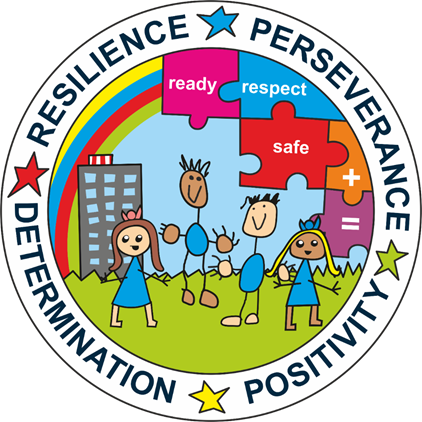 RESILIENCE
PERSEVERANCE
DETERMINATION
POSITIVITY
ready
respect
safe
+
=